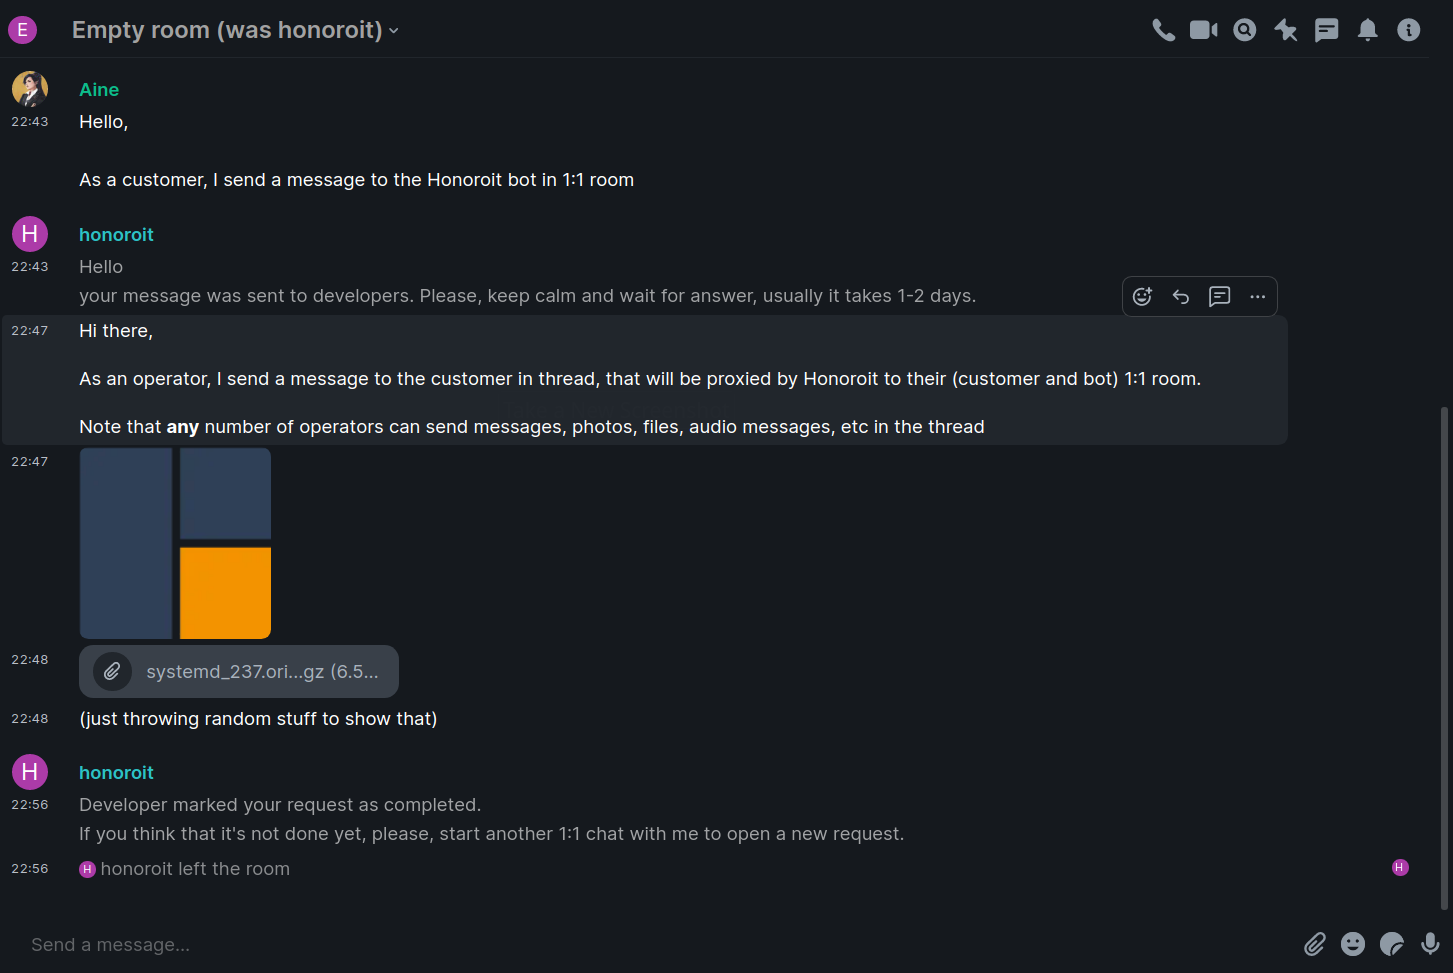 E
Empty room (was honoroit)
Aine
22:43 Hello,
As a customer, I send a message to the Honoroit bot in 1:1 room
H
honoroit
22:43 Hello
your message was sent to developers. Please, keep calm and wait for answer, usually it takes 1-2 days.
22:47 Hi there,
As an operator, I send a message to the customer in thread, that will be proxied by Honoroit to their (customer and bot) 1:1 room.
Note that any number of operators can send messages, photos, files, audio messages, etc in the thread
22:47
22:48 systemd_237.ori...gz (6.5...
22:48 (just throwing random stuff to show that)
H
honoroit
22:56 Developer marked your request as completed.
If you think that it's not done yet, please, start another 1:1 chat with me to open a new request.
22:56 H honoroit left the room H
Send a message...